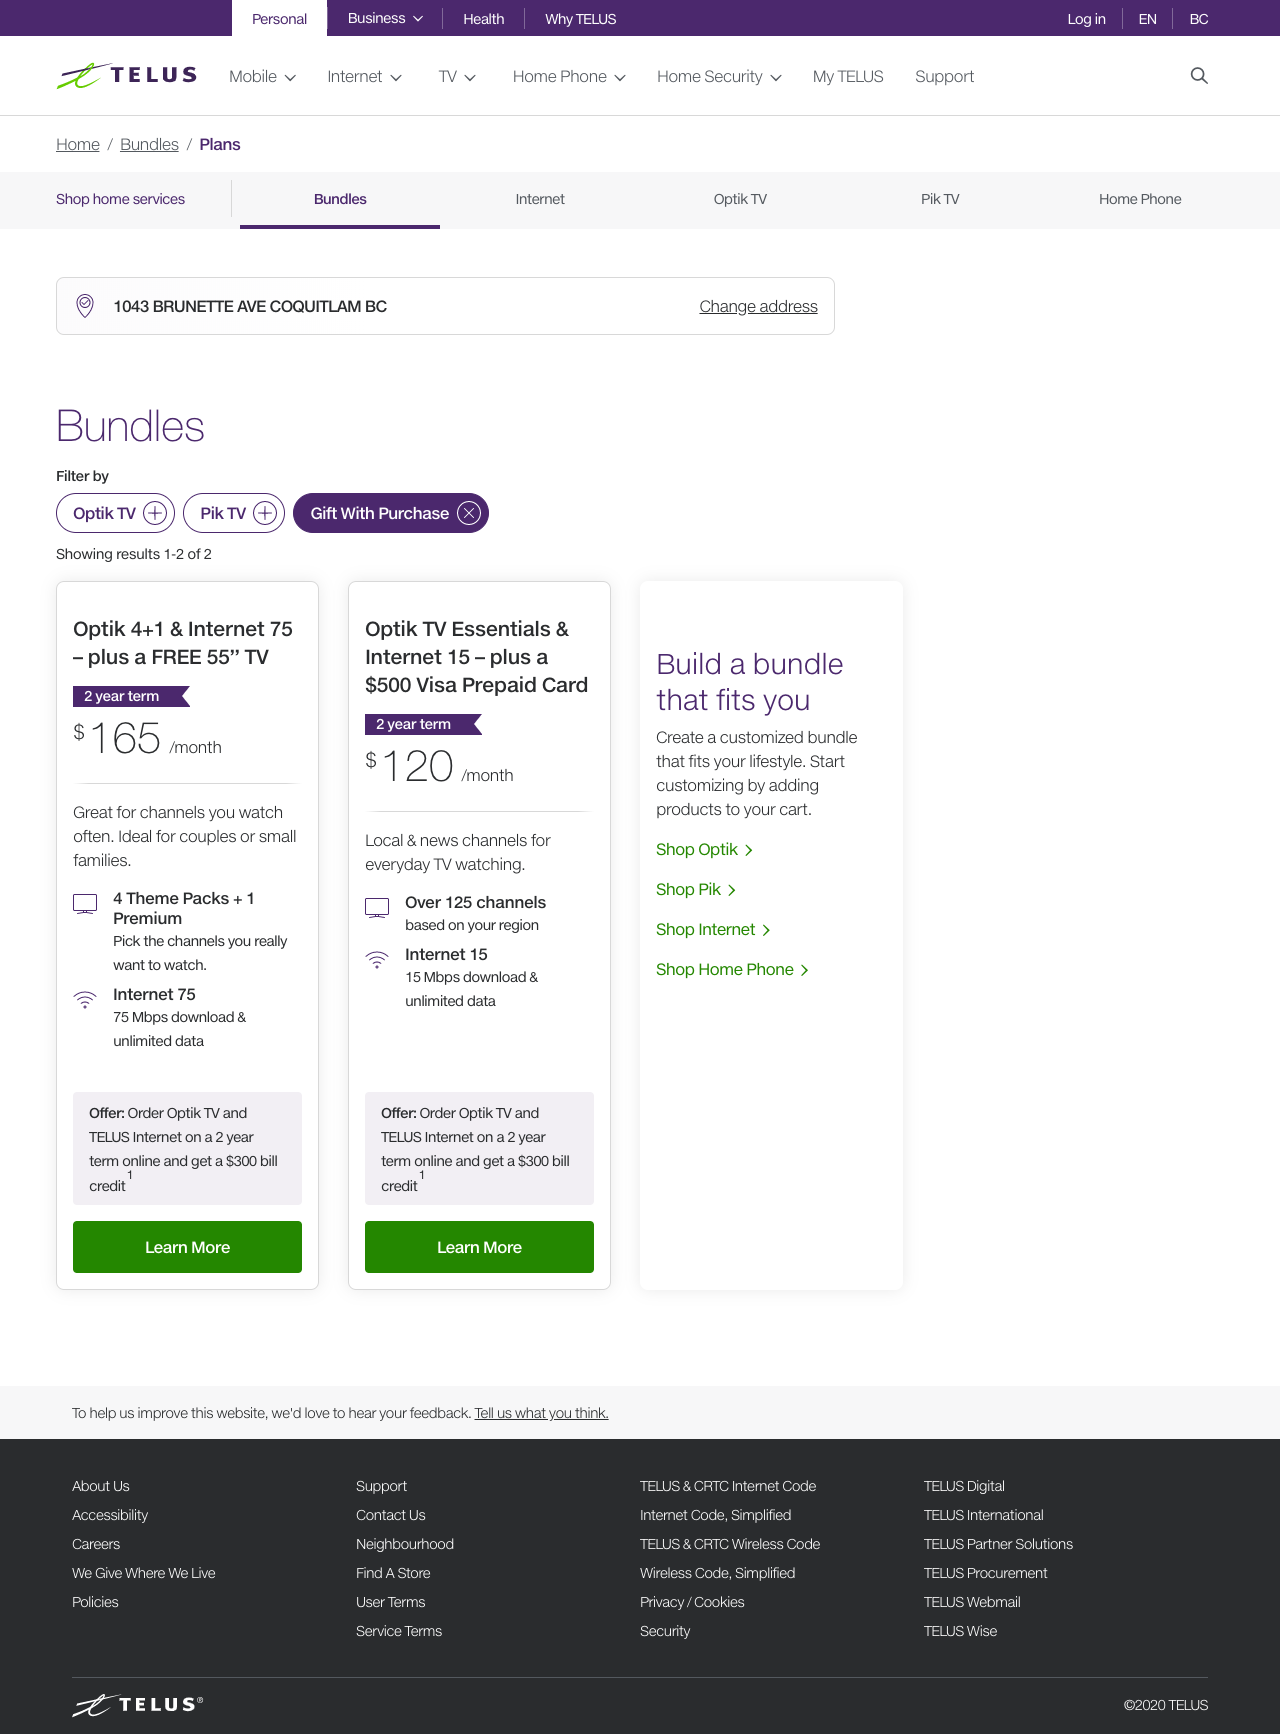 Personal
Business
Health
Why TELUS
Log in
EN
BC
TELUS
Mobile
Internet
TV
Home Phone
Home Security
My TELUS
Support
Home / Bundles / Plans
Shop home services
Bundles
Internet
Optik TV
Pik TV
Home Phone
1043 BRUNETTE AVE COQUITLAM BC
Change address
Bundles
Filter by
Optik TV
Pik TV
Gift With Purchase
Showing results 1-2 of 2
Optik 4+1 & Internet 75
– plus a FREE 55” TV
2 year term
$165 /month
Great for channels you watch
often. Ideal for couples or small
families.
4 Theme Packs + 1
Premium
Pick the channels you really
want to watch.
Internet 75
75 Mbps download &
unlimited data
Offer: Order Optik TV and
TELUS Internet on a 2 year
term online and get a $300 bill
credit1
Learn More
Optik TV Essentials &
Internet 15 – plus a
$500 Visa Prepaid Card
2 year term
$120 /month
Local & news channels for
everyday TV watching.
Over 125 channels
based on your region
Internet 15
15 Mbps download &
unlimited data
Offer: Order Optik TV and
TELUS Internet on a 2 year
term online and get a $300 bill
credit1
Learn More
Build a bundle
that fits you
Create a customized bundle
that fits your lifestyle. Start
customizing by adding
products to your cart.
Shop Optik
Shop Pik
Shop Internet
Shop Home Phone
To help us improve this website, we'd love to hear your feedback. Tell us what you think.
About Us
Accessibility
Careers
We Give Where We Live
Policies
Support
Contact Us
Neighbourhood
Find A Store
User Terms
Service Terms
TELUS & CRTC Internet Code
Internet Code, Simplified
TELUS & CRTC Wireless Code
Wireless Code, Simplified
Privacy / Cookies
Security
TELUS Digital
TELUS International
TELUS Partner Solutions
TELUS Procurement
TELUS Webmail
TELUS Wise
TELUS®
©2020 TELUS